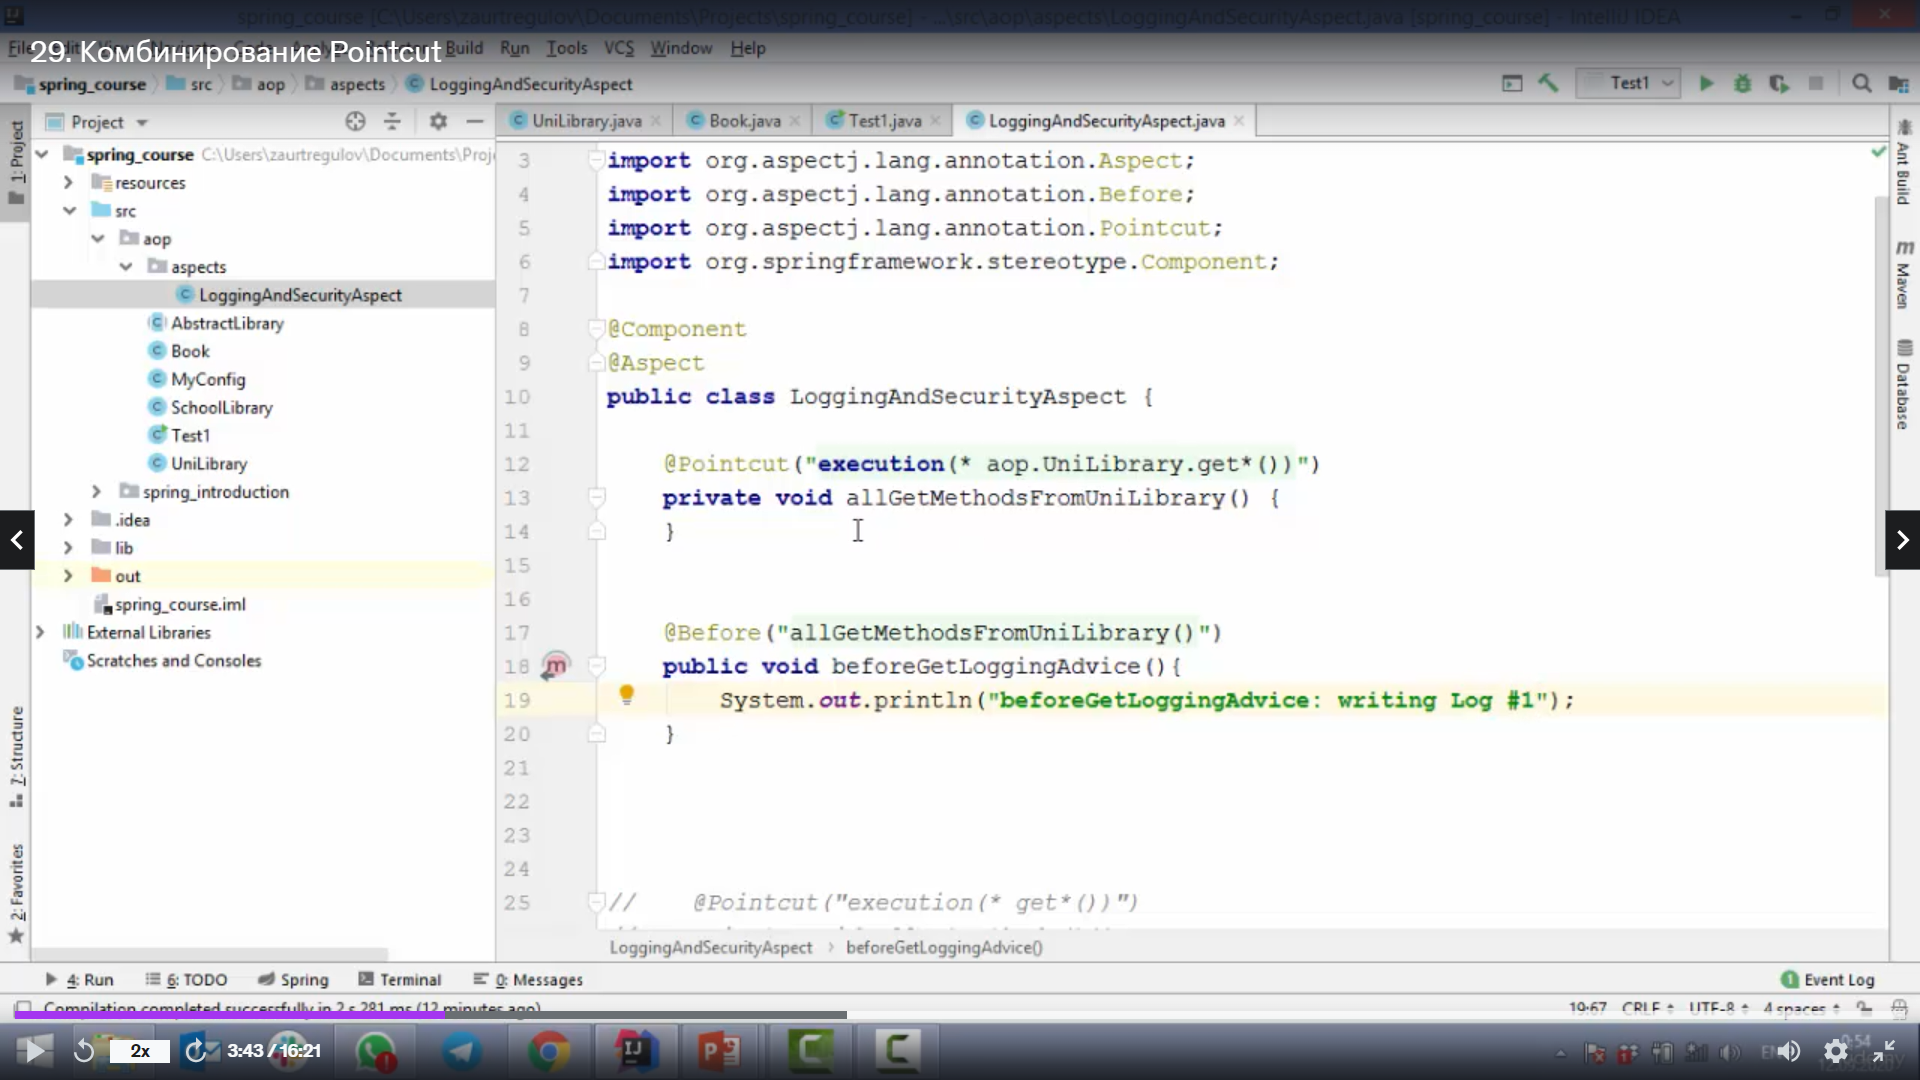 spring_course [C:\Users\zaurtregulov\Documents\Projects\spring_course] - ...\src\aop\aspects\LoggingAndSecurityAspect.java [spring_course] - IntelliJ IDEA
29. Комбинирование Pointcut
File Build Run Tools VCS Window Help
spring_course src aop aspects LoggingAndSecurityAspect Test1
Project UniLibrary.java Book.java Test1.java LoggingAndSecurityAspect.java
1: Project
spring_course C:\Users\zaurtregulov\Documents\Proj
resources
src
aop
aspects
LoggingAndSecurityAspect
AbstractLibrary
Book
MyConfig
SchoolLibrary
Test1
UniLibrary
spring_introduction
.idea
lib
out
spring_course.iml
External Libraries
Scratches and Consoles
7: Structure
2: Favorites
3 import org.aspectj.lang.annotation.Aspect;
4 import org.aspectj.lang.annotation.Before;
5 import org.aspectj.lang.annotation.Pointcut;
6 import org.springframework.stereotype.Component;
7
8 @Component
9 @Aspect
10 public class LoggingAndSecurityAspect {
11
12 @Pointcut("execution(* aop.UniLibrary.get*())")
13 private void allGetMethodsFromUniLibrary() {
14 }
15
16
17 @Before("allGetMethodsFromUniLibrary()")
18 public void beforeGetLoggingAdvice(){
19 System.out.println("beforeGetLoggingAdvice: writing Log #1");
20 }
21
22
23
24
25 // @Pointcut("execution(* get*())")
LoggingAndSecurityAspect › beforeGetLoggingAdvice()
Ant Build
m Maven
Database
4: Run 6: TODO Spring Terminal 0: Messages 1 Event Log
Compilation completed successfully in 2 s 281 ms (12 minutes ago) 19:67 CRLF UTF-8 4 spaces
2x 3:43 / 16:21